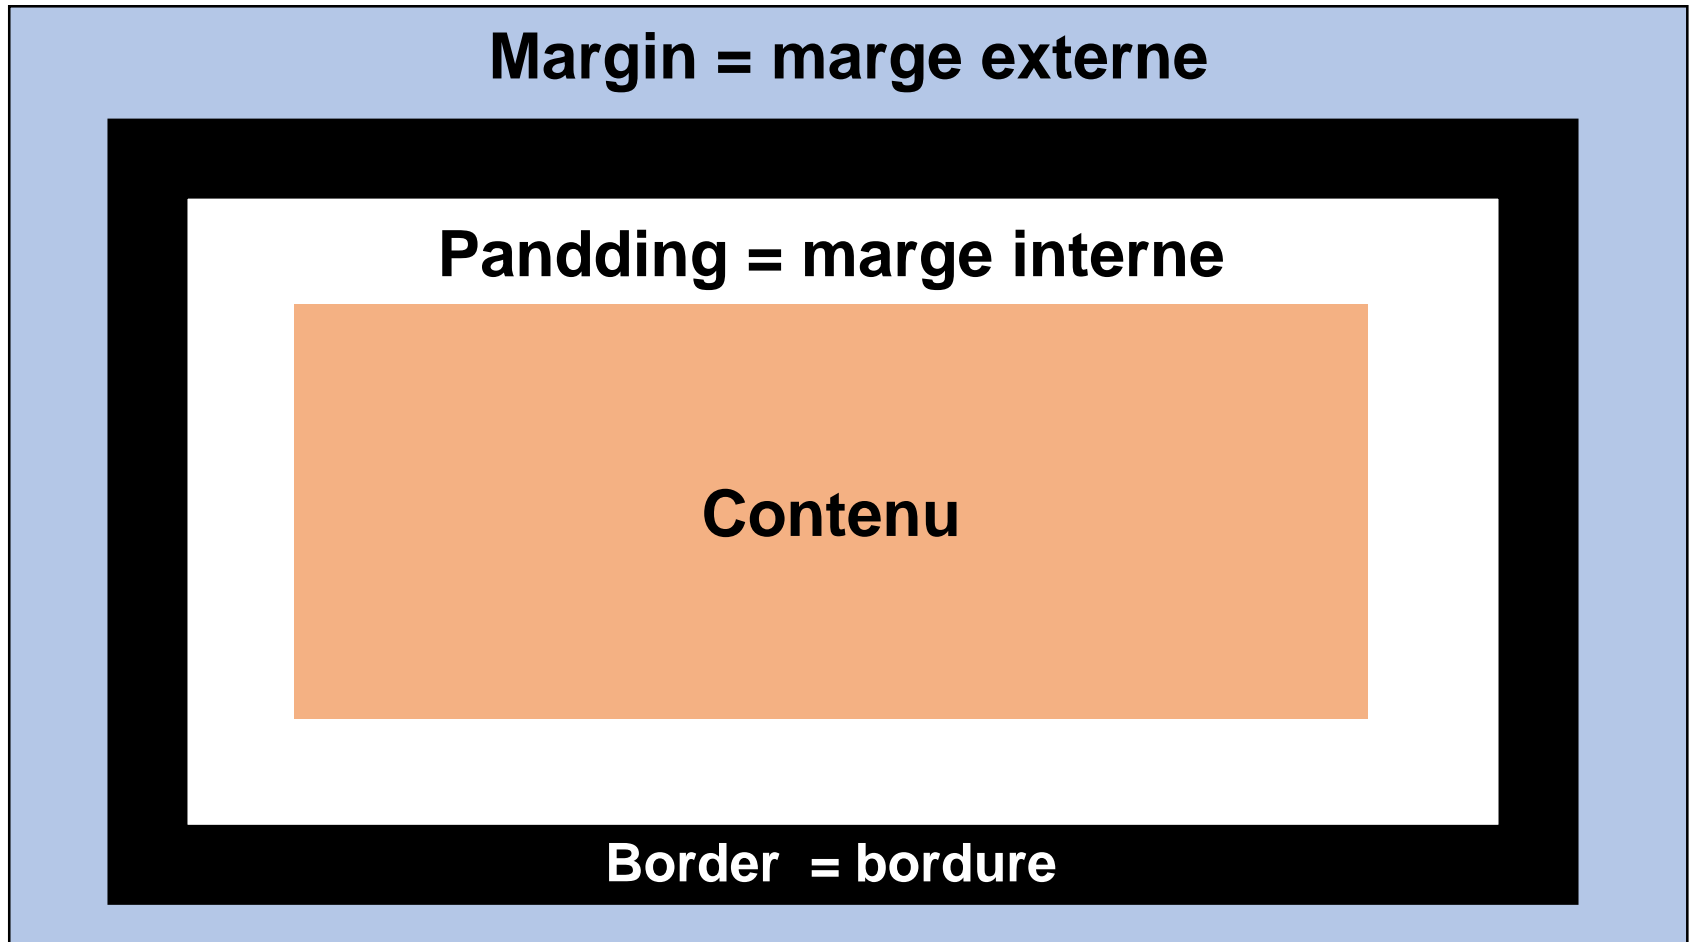 Margin = marge externe
Pandding = marge interne
Contenu
Border  = bordure